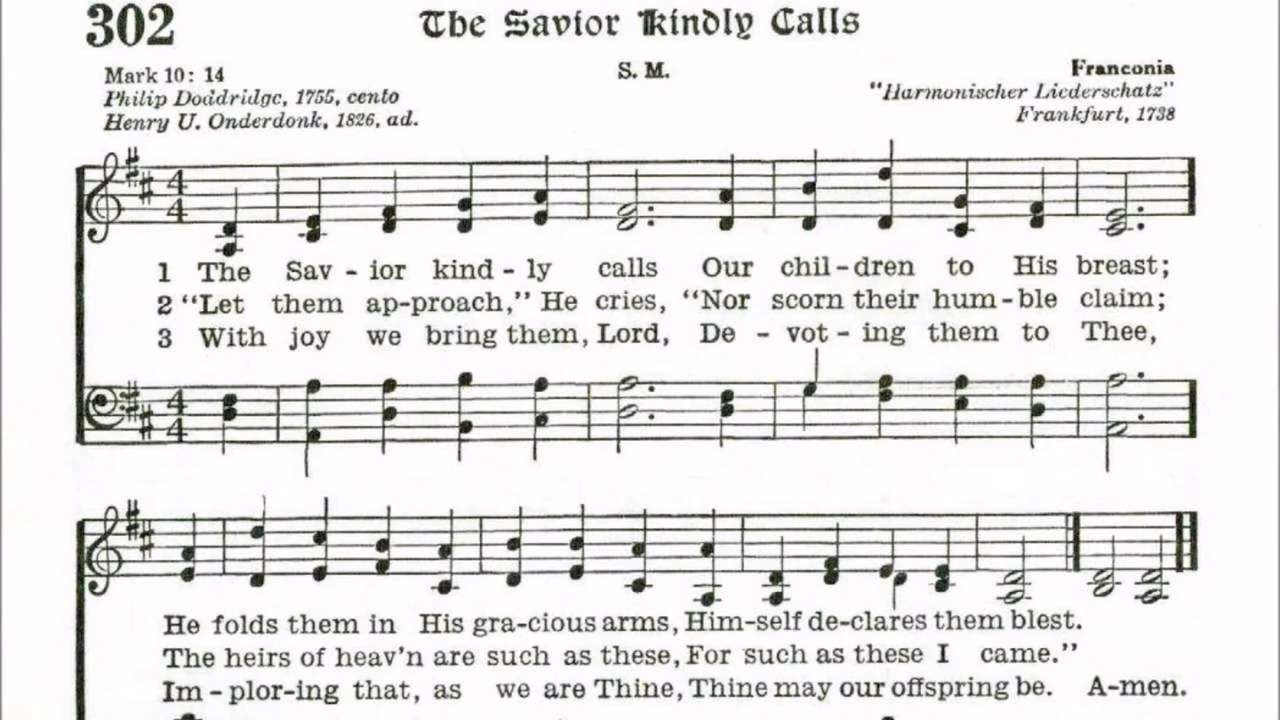 302
The Savior Kindly Calls
Mark 10: 14
S. M.
Franconia
Philip Doddridge, 1755, cento
"Harmonischer Liederschatz"
Henry U. Onderdonk, 1826, ad.
Frankfurt, 1738
4
4
1 The Sav - ior kind - ly calls Our chil - dren to His breast;
2 "Let them ap-proach," He cries, "Nor scorn their hum - ble claim;
3 With joy we bring them, Lord, De - vot - ing them to Thee,
4
4
He folds them in His gra-cious arms, Him-self de-clares them blest.
The heirs of heav'n are such as these, For such as these I came."
Im - plor-ing that, as we are Thine, Thine may our offspring be. A-men.